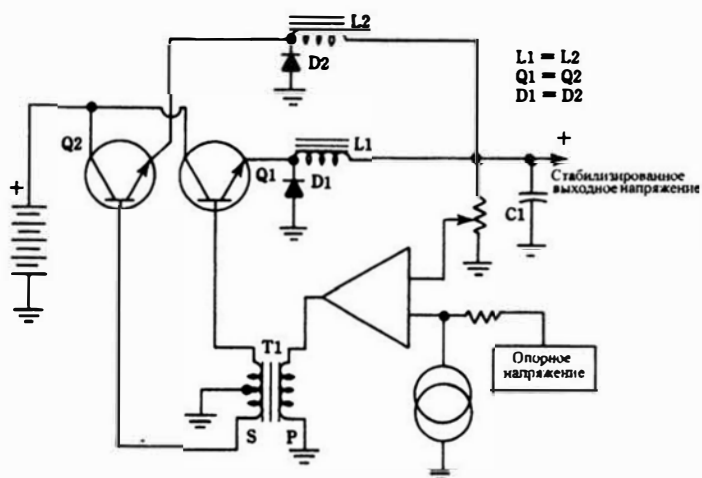 L2
D2
L1 = L2
Q1 = Q2
D1 = D2
Q2
L1
+
Q1
D1
+
Стабилизированное
выходное напряжение
C1
T1
Опорное
напряжение
S
P